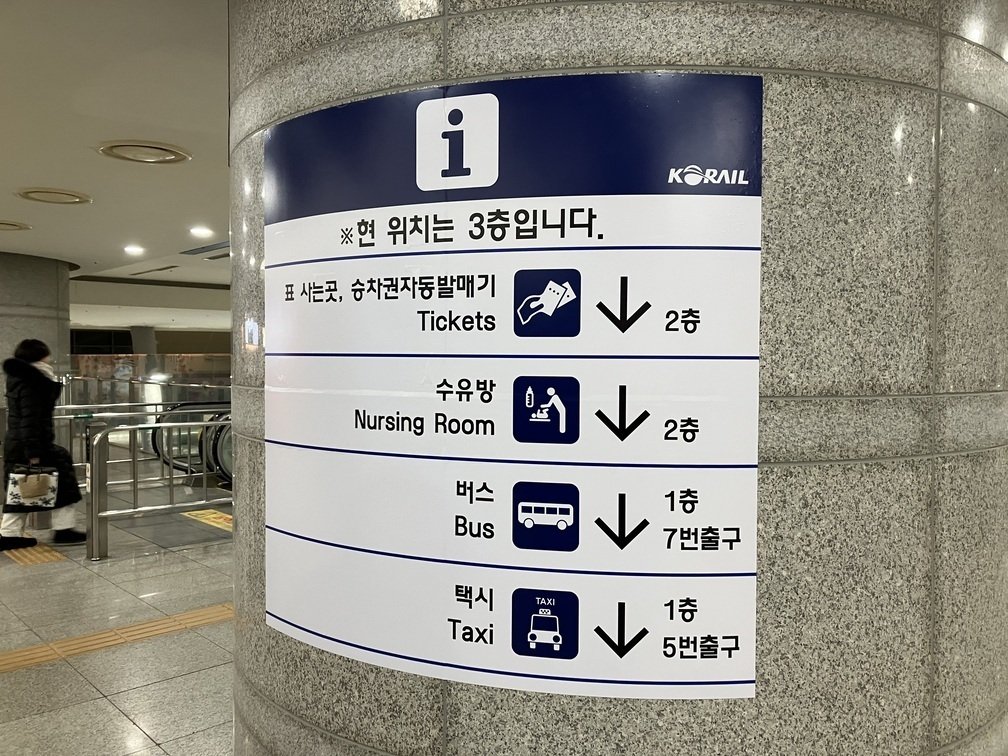 i
KORAIL
※현 위치는 3층입니다.
표 사는곳, 승차권자동발매기
Tickets
2층
수유방
Nursing Room
2층
버스
Bus
1층
7번출구
택시
Taxi
TAXI
1층
5번출구